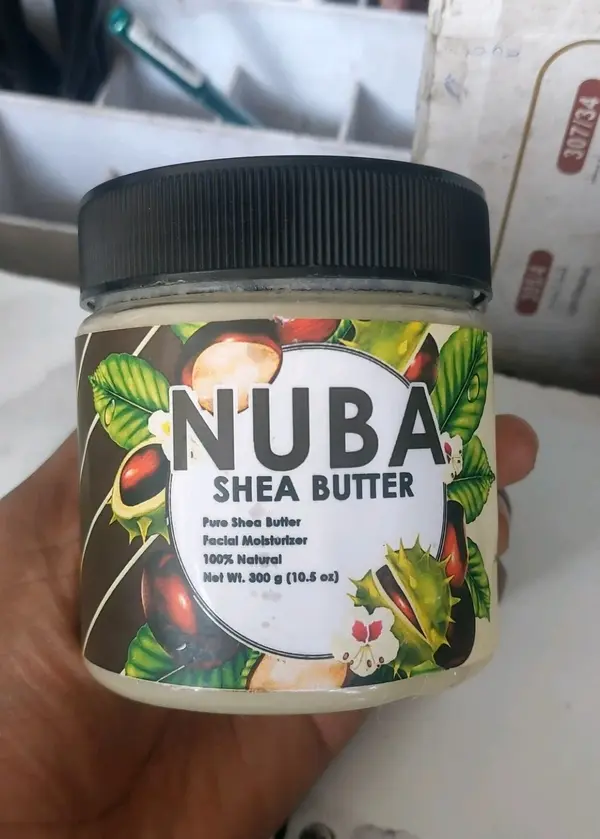 NUBA
SHEA BUTTER
Pure Shea Butter
Facial Moisturizer
100% Natural
Net Wt. 300 g (10.5 oz)
307/34